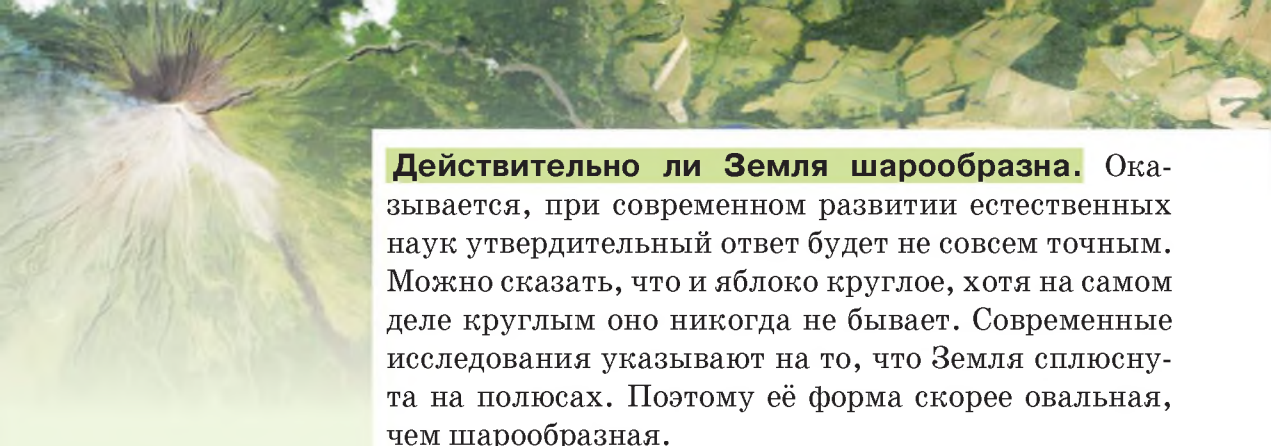 Действительно ли Земля шарообразна. Ока-
зывается, при современном развитии естественных
наук утвердительный ответ будет не совсем точным.
Можно сказать, что и яблоко круглое, хотя на самом
деле круглым оно никогда не бывает. Современные
исследования указывают на то, что Земля сплюсну-
та на полюсах. Поэтому её форма скорее овальная,
чем шарообразная.